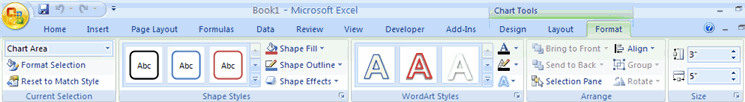 Book1 - Microsoft Excel
Chart Tools
Home Insert Page Layout Formulas Data Review View Developer Add-Ins Design Layout Format
Chart Area
Format Selection
Reset to Match Style
Current Selection
Abc Abc Abc
Shape Fill
Shape Outline
Shape Effects
Shape Styles
A A A
A
A
WordArt Styles
Bring to Front
Send to Back
Selection Pane
Align
Group
Rotate
Arrange
3"
5"
Size